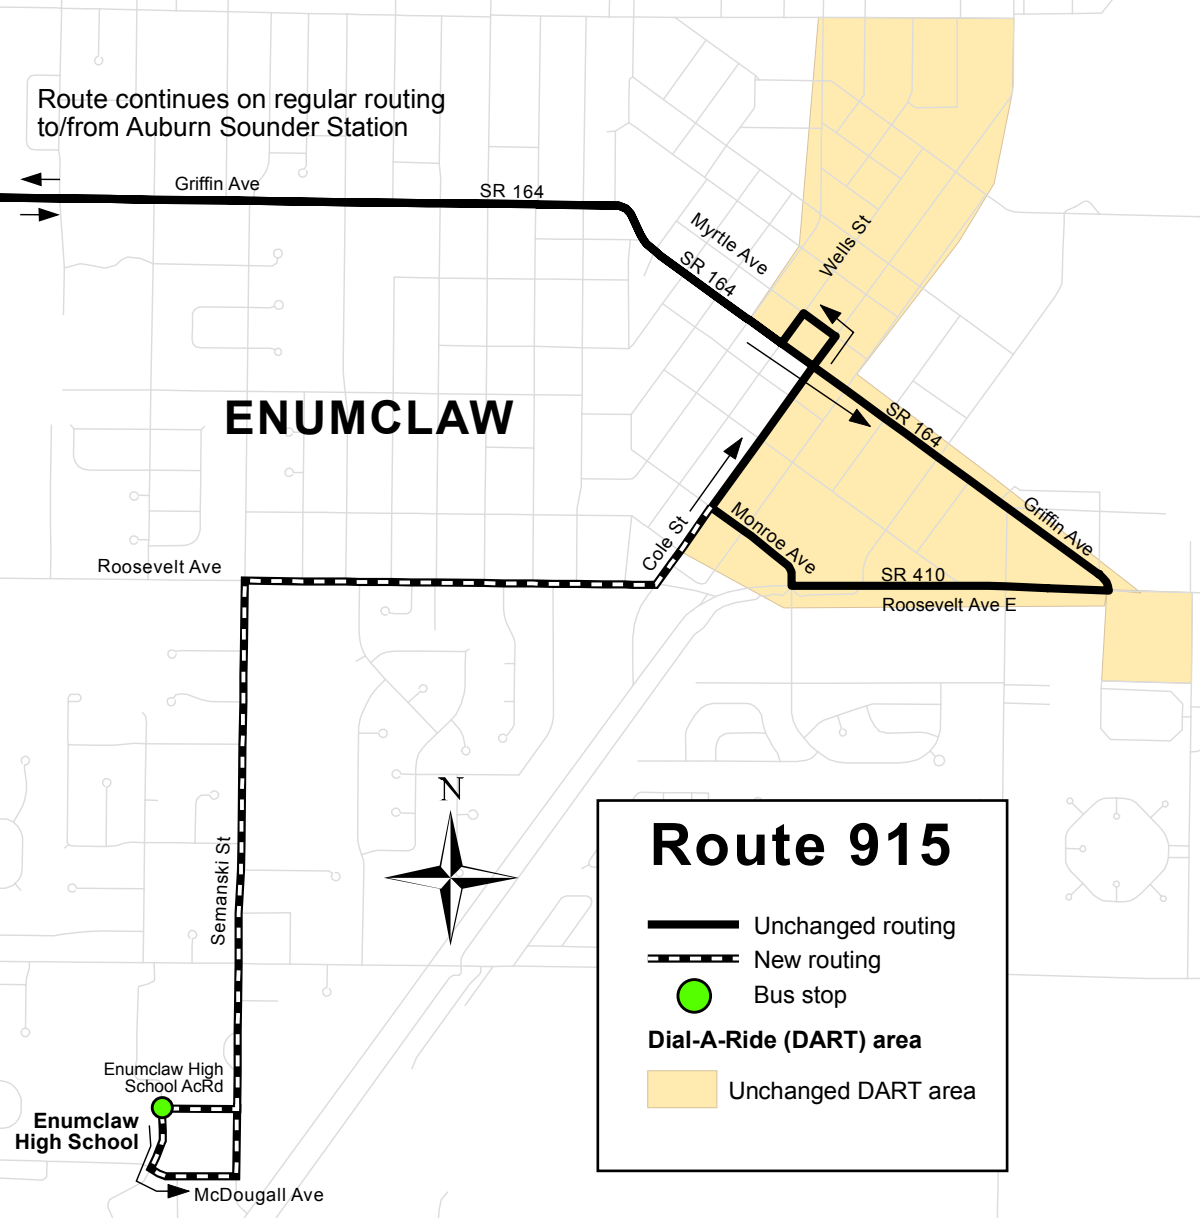 Route continues on regular routing
to/from Auburn Sounder Station
Griffin Ave
SR 164
Myrtle Ave
SR 164
Wells St
ENUMCLAW
SR 164
Griffin Ave
Monroe Ave
Cole St
Roosevelt Ave
SR 410
Roosevelt Ave E
N
Semanski St
Route 915
Unchanged routing
New routing
Bus stop
Dial-A-Ride (DART) area
Unchanged DART area
Enumclaw High
School AcRd
Enumclaw
High School
McDougall Ave